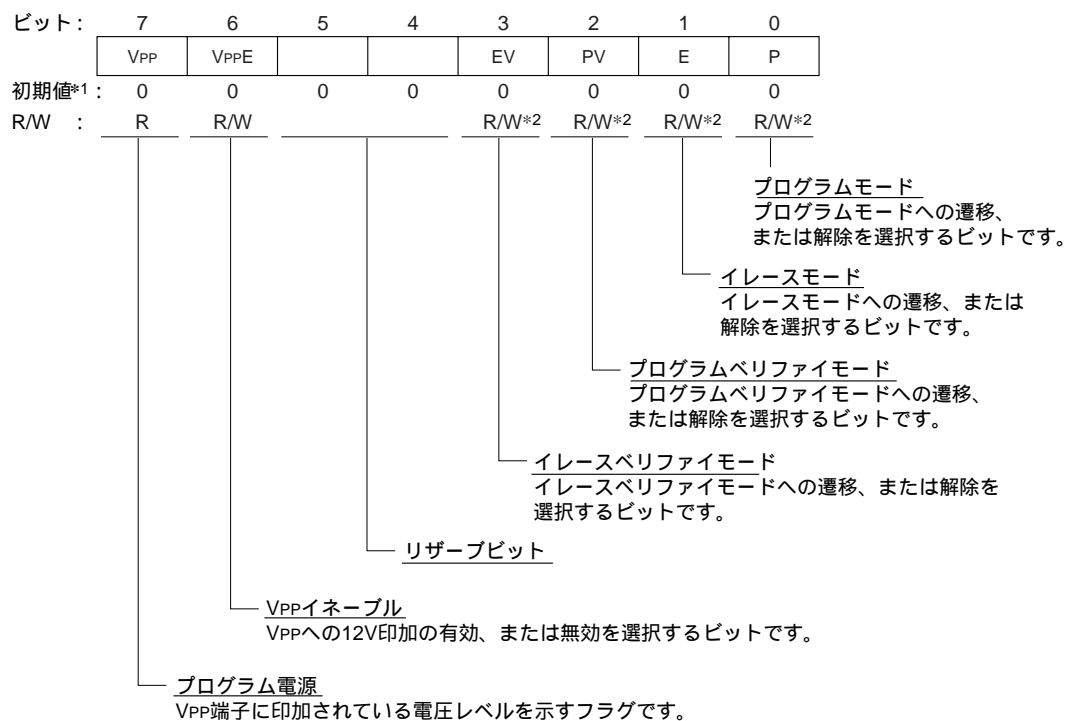 ビット： 7 6 5 4 3 2 1 0
VPP VPPE EV PV E P
初期値*1： 0 0 0 0 0 0 0 0
R/W ： R R/W R/W*2 R/W*2 R/W*2 R/W*2
プログラムモード
プログラムモードへの遷移、
または解除を選択するビットです。
イレースモード
イレースモードへの遷移、または
解除を選択するビットです。
プログラムベリファイモード
プログラムベリファイモードへの遷移、
または解除を選択するビットです。
イレースベリファイモード
イレースベリファイモードへの遷移、または解除を
選択するビットです。
リザーブビット
VPPイネーブル
VPPへの12V印加の有効、または無効を選択するビットです。
プログラム電源
VPP端子に印加されている電圧レベルを示すフラグです。